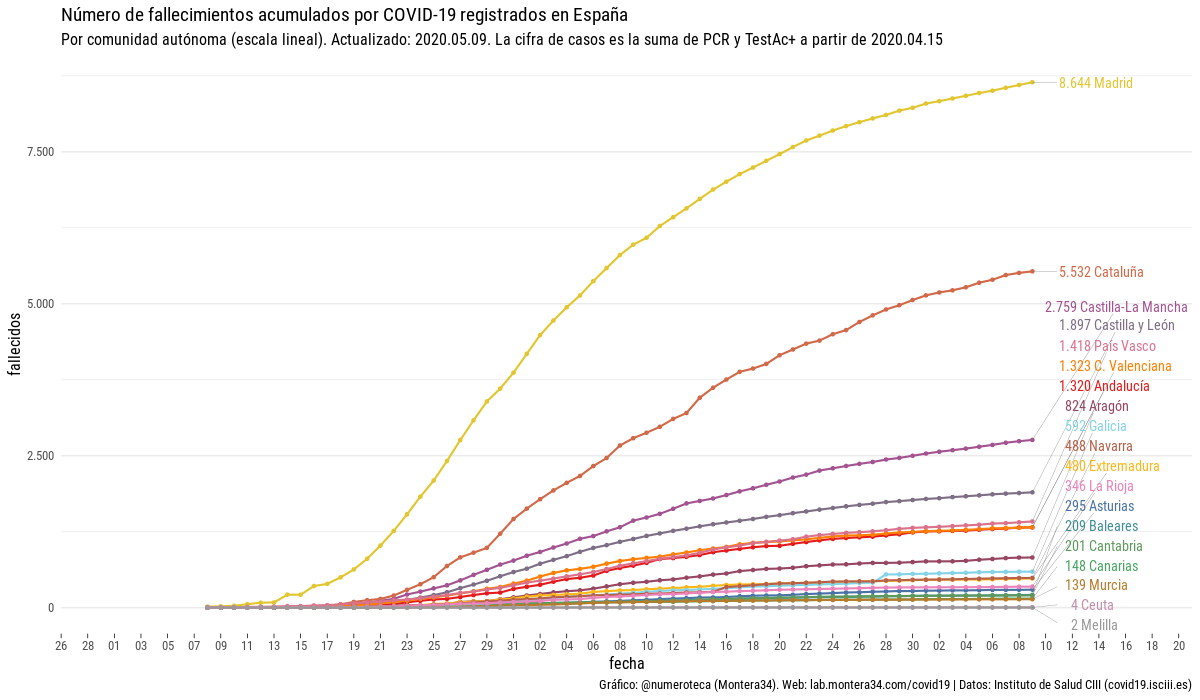 Número de fallecimientos acumulados por COVID-19 registrados en España
Por comunidad autónoma (escala lineal). Actualizado: 2020.05.09. La cifra de casos es la suma de PCR y TestAc+ a partir de 2020.04.15
fallecidos
7.500
5.000
2.500
0
8.644 Madrid
5.532 Cataluña
2.759 Castilla-La Mancha
1.897 Castilla y León
1.418 País Vasco
1.323 C. Valenciana
1.320 Andalucía
824 Aragón
592 Galicia
488 Navarra
480 Extremadura
346 La Rioja
295 Asturias
209 Baleares
201 Cantabria
148 Canarias
139 Murcia
4 Ceuta
2 Melilla
26 28 01 03 05 07 09 11 13 15 17 19 21 23 25 27 29 31 02 04 06 08 10 12 14 16 18 20 22 24 26 28 30 02 04 06 08 10 12 14 16 18 20
fecha
Gráfico: @numeroteca (Montera34). Web: lab.montera34.com/covid19 | Datos: Instituto de Salud CIII (covid19.isciii.es)